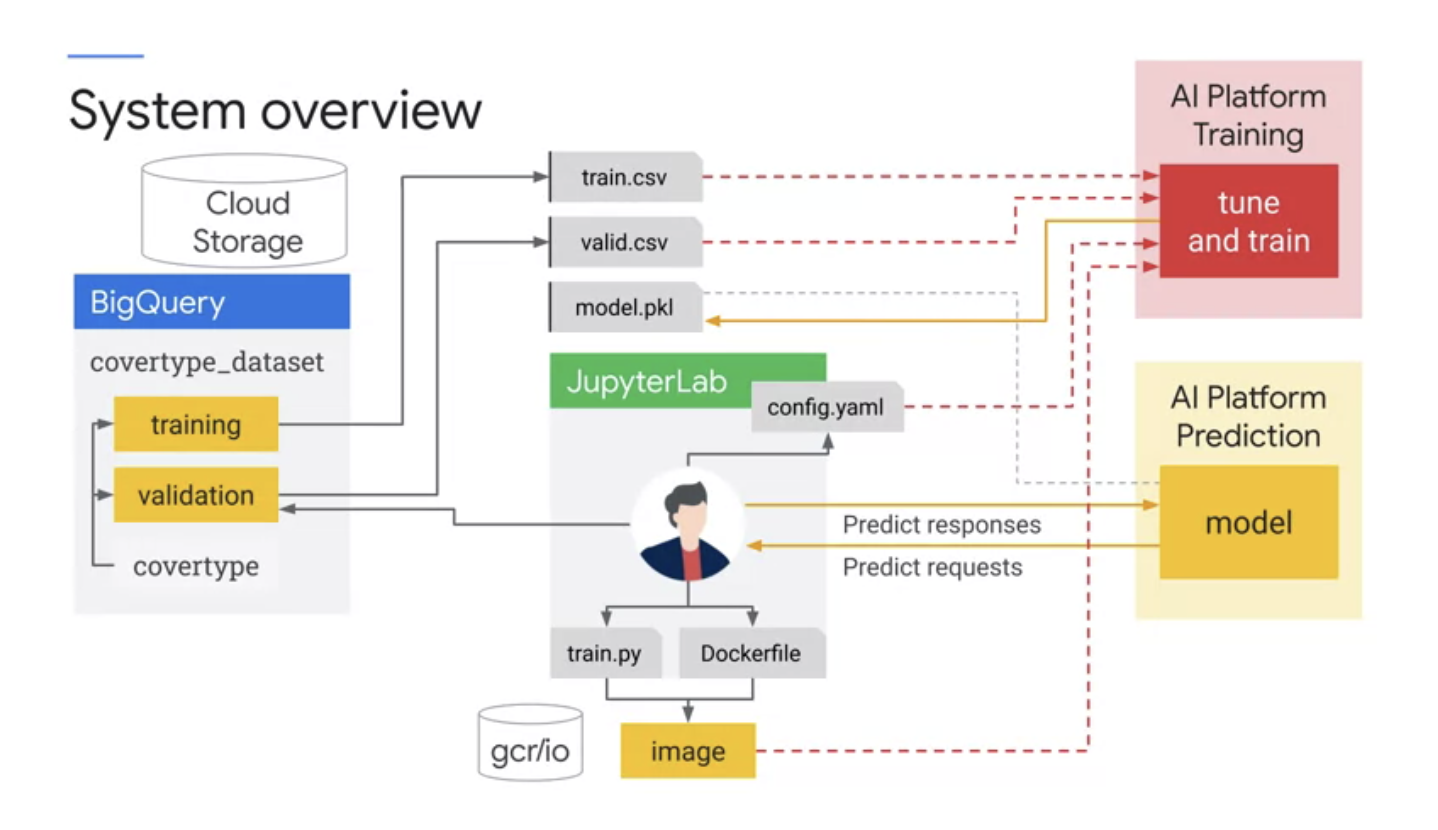 System overview
Cloud
Storage
BigQuery
covertype_dataset
training
validation
covertype
train.csv
valid.csv
model.pkl
JupyterLab
config.yaml
Predict responses
Predict requests
train.py
Dockerfile
gcr/io
image
AI Platform
Training
tune
and train
AI Platform
Prediction
model